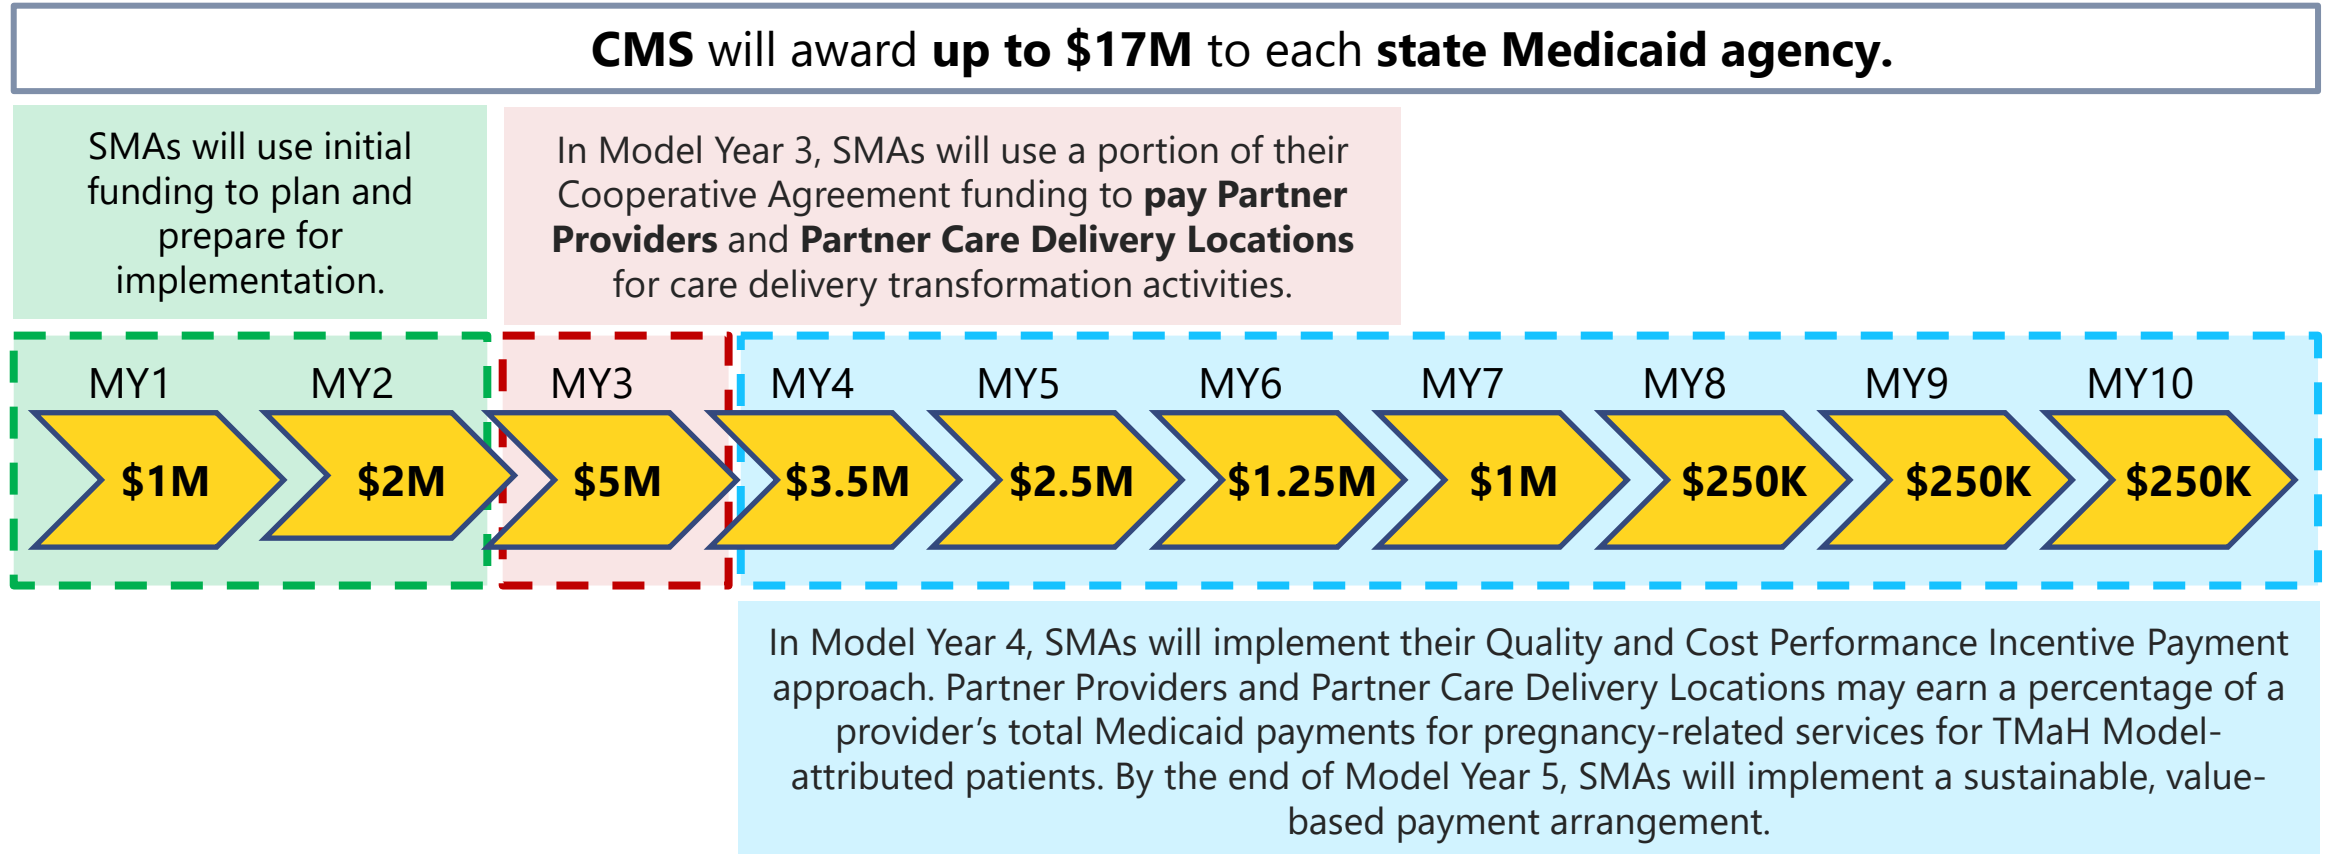 CMS will award up to $17M to each state Medicaid agency.
SMAs will use initial
funding to plan and
prepare for
implementation.
In Model Year 3, SMAs will use a portion of their
Cooperative Agreement funding to pay Partner
Providers and Partner Care Delivery Locations
for care delivery transformation activities.
MY1 MY2 MY3 MY4 MY5 MY6 MY7 MY8 MY9 MY10
$1M $2M $5M $3.5M $2.5M $1.25M $1M $250K $250K $250K
In Model Year 4, SMAs will implement their Quality and Cost Performance Incentive Payment
approach. Partner Providers and Partner Care Delivery Locations may earn a percentage of a
provider’s total Medicaid payments for pregnancy-related services for TMaH Model-
attributed patients. By the end of Model Year 5, SMAs will implement a sustainable, value-
based payment arrangement.